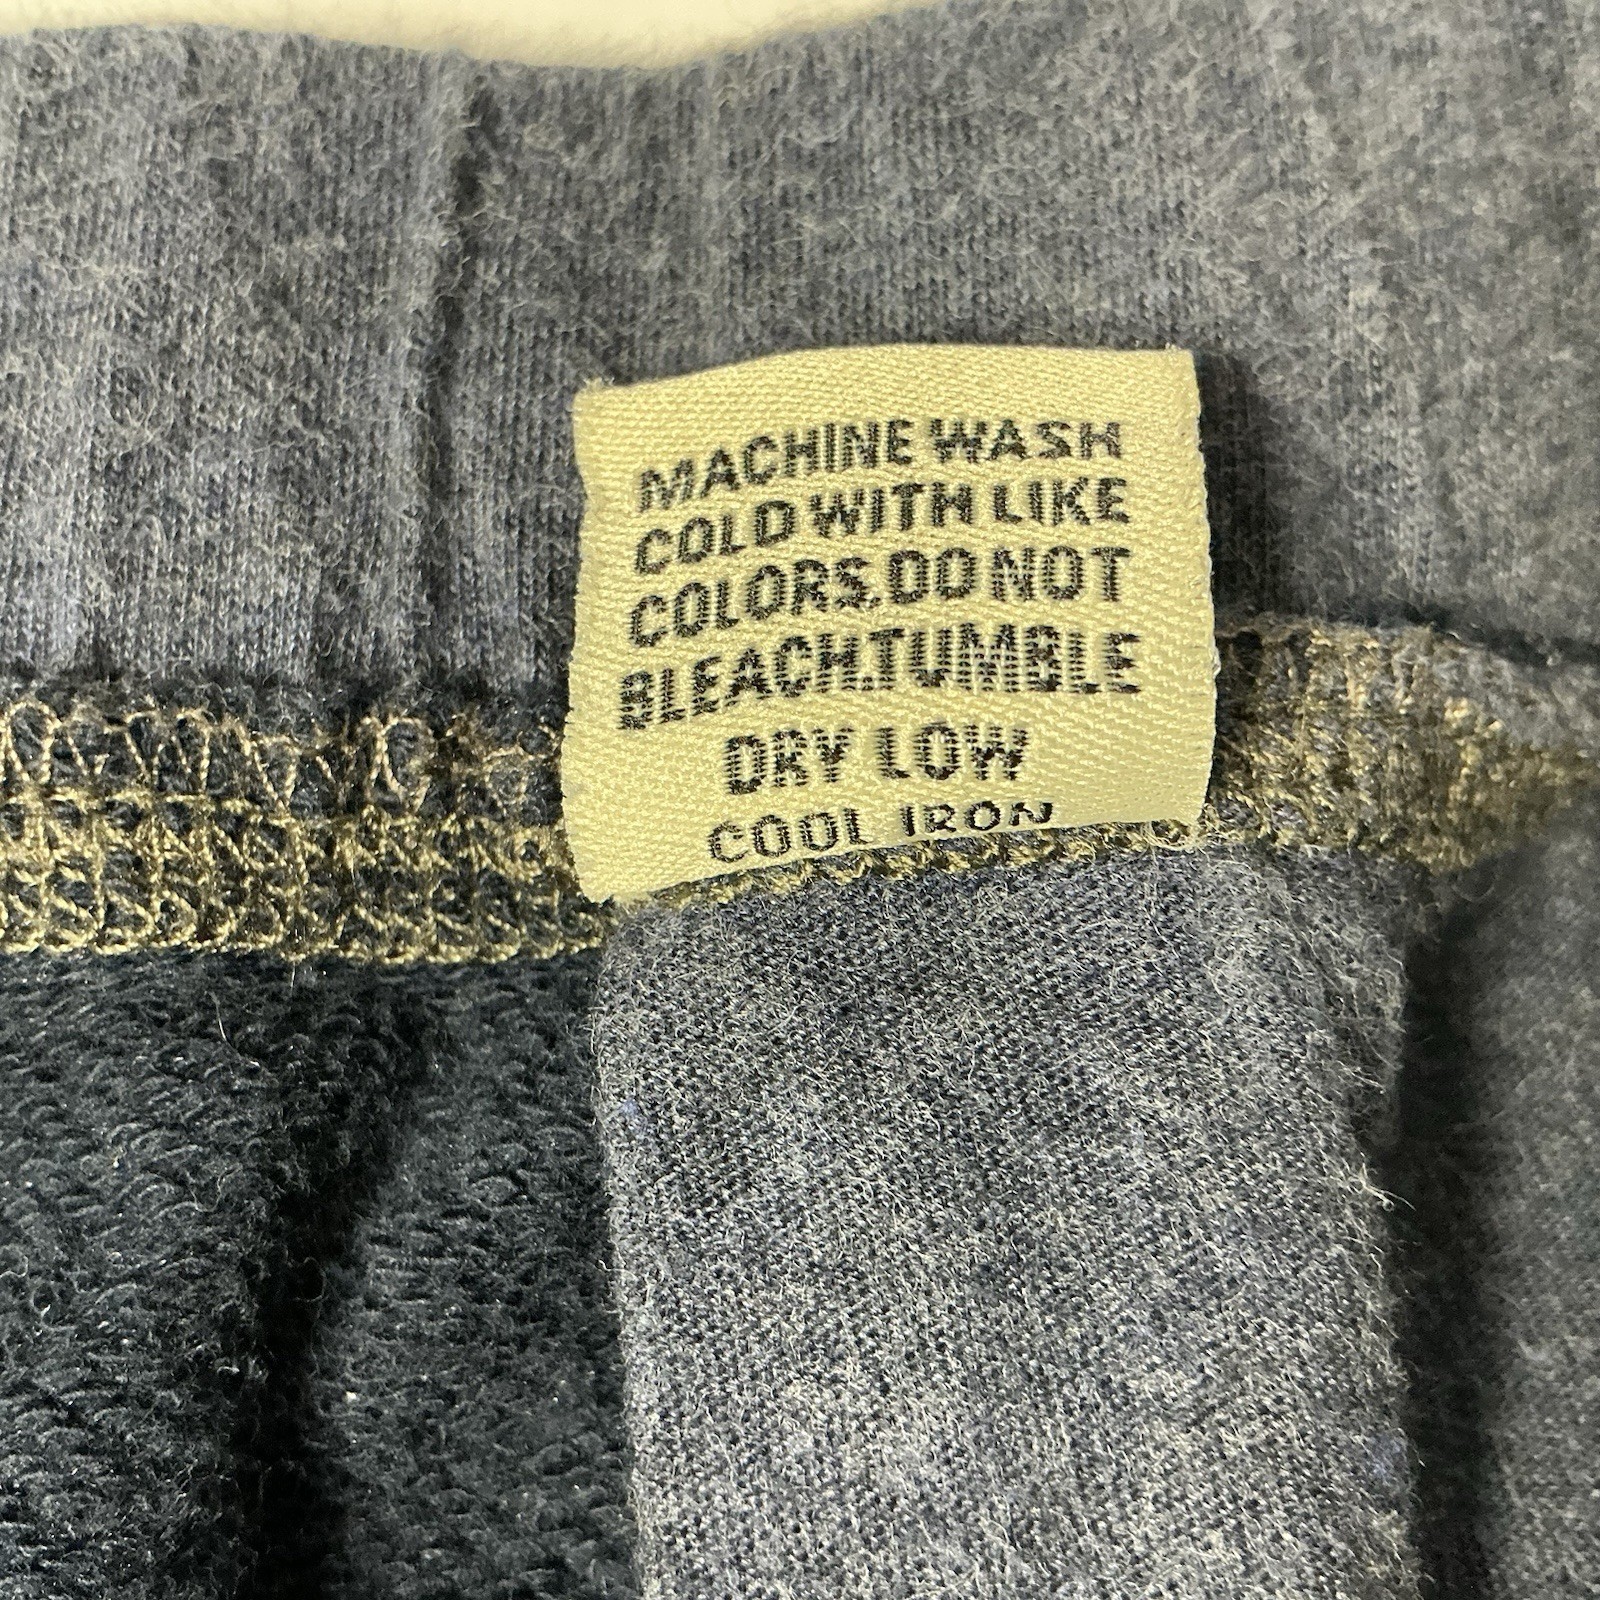 MACHINE WASH
COLD WITH LIKE
COLORS.DO NOT
BLEACH.TUMBLE
DRY LOW
COOL IRON